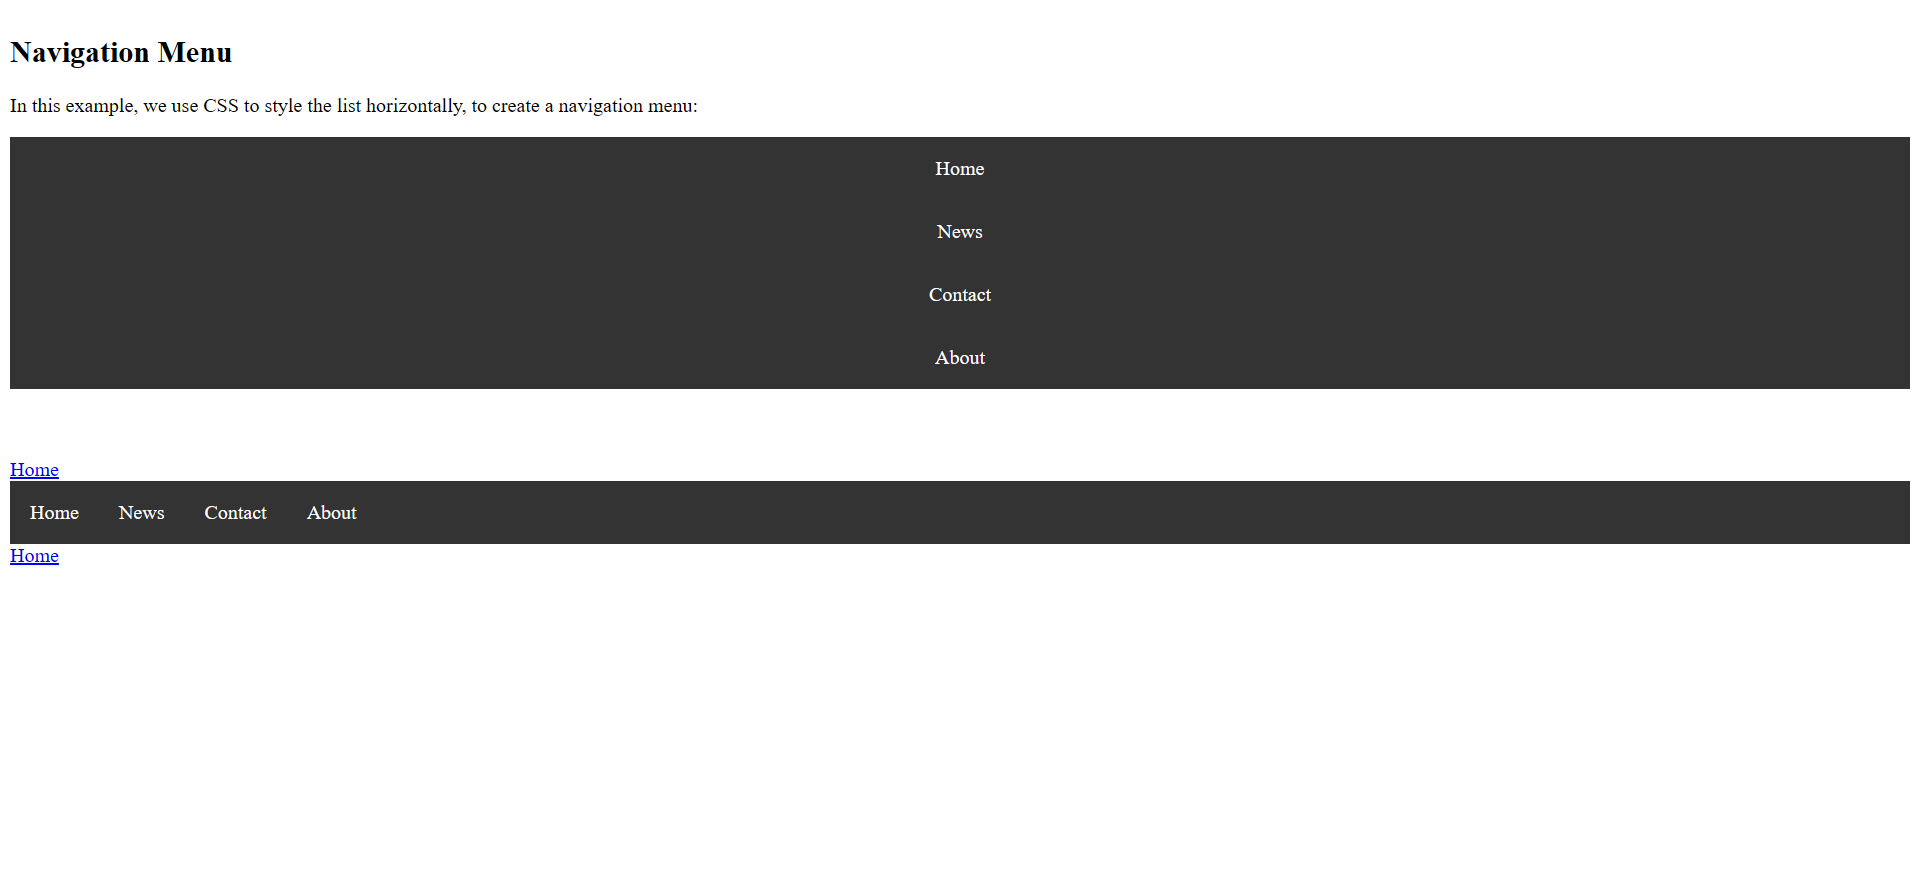 Navigation Menu
In this example, we use CSS to style the list horizontally, to create a navigation menu:
Home
News
Contact
About
Home
Home News Contact About
Home